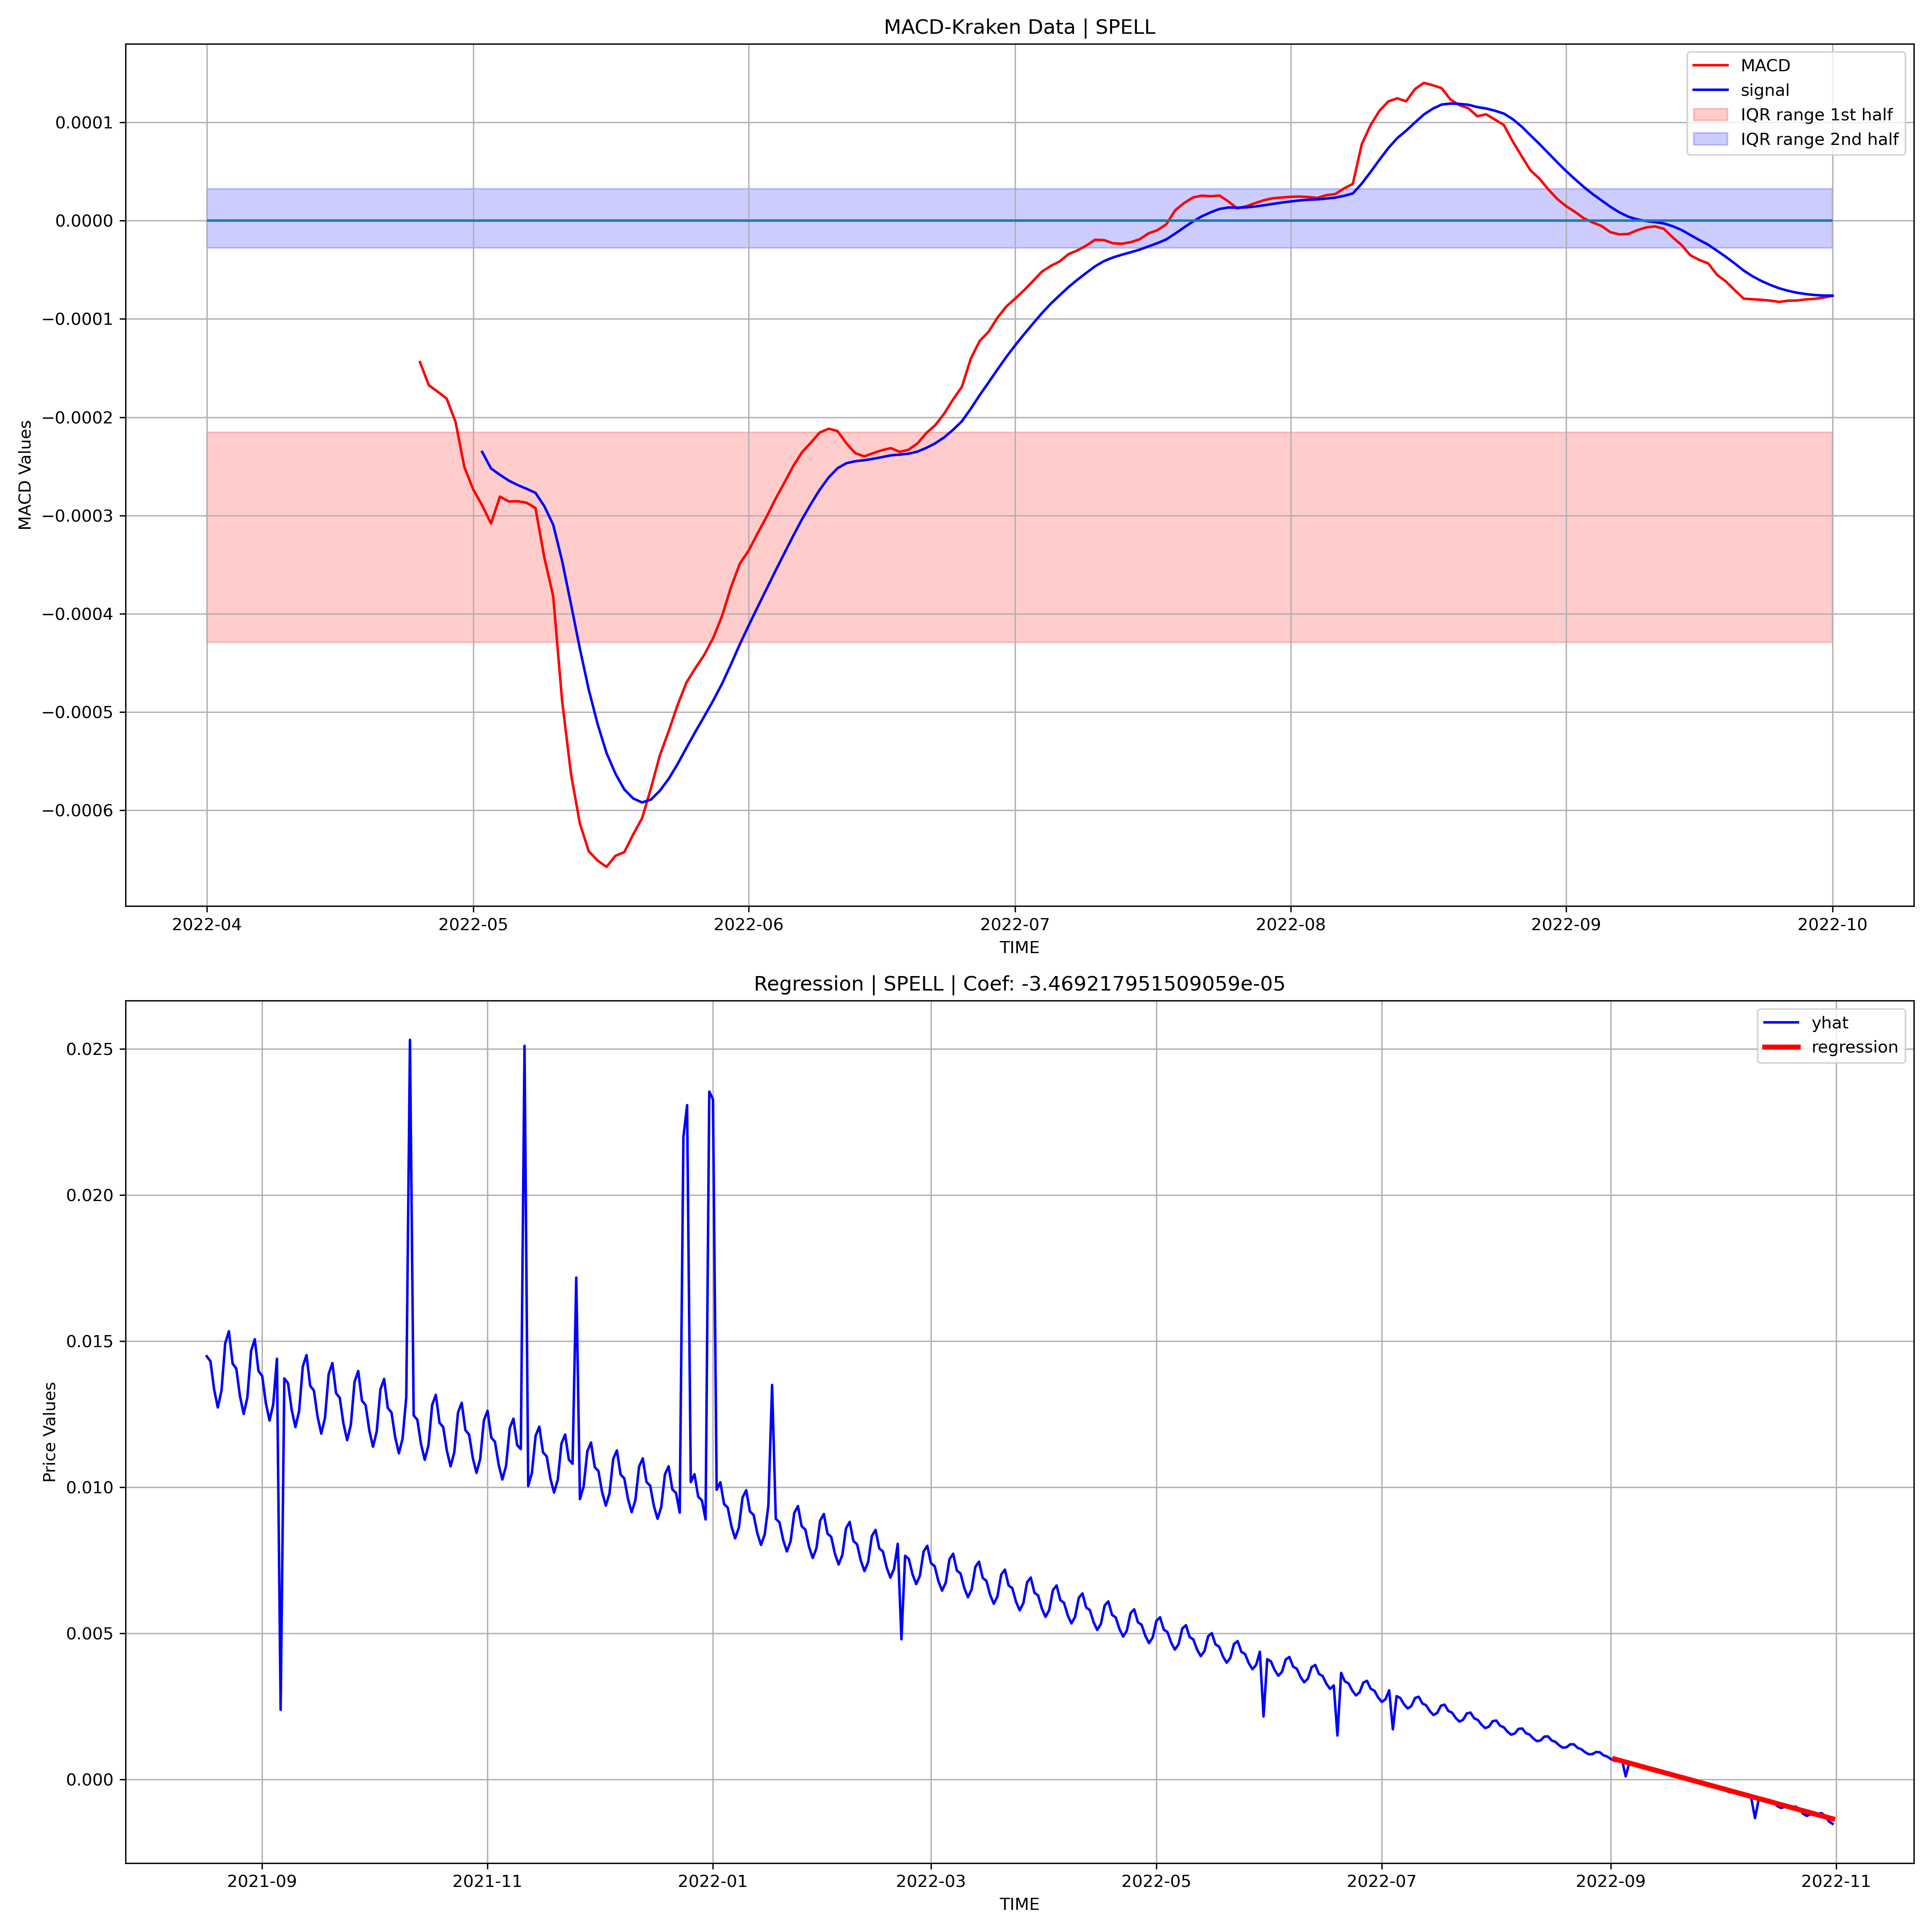 MACD-Kraken Data | SPELL
MACD
signal
IQR range 1st half
IQR range 2nd half
0.0001
0.0000
−0.0001
−0.0002
−0.0003
−0.0004
−0.0005
−0.0006
MACD Values
2022-04 2022-05 2022-06 2022-07 2022-08 2022-09 2022-10
TIME
Regression | SPELL | Coef: -3.469217951509059e-05
yhat
regression
0.025
0.020
0.015
0.010
0.005
0.000
Price Values
2021-09 2021-11 2022-01 2022-03 2022-05 2022-07 2022-09 2022-11
TIME